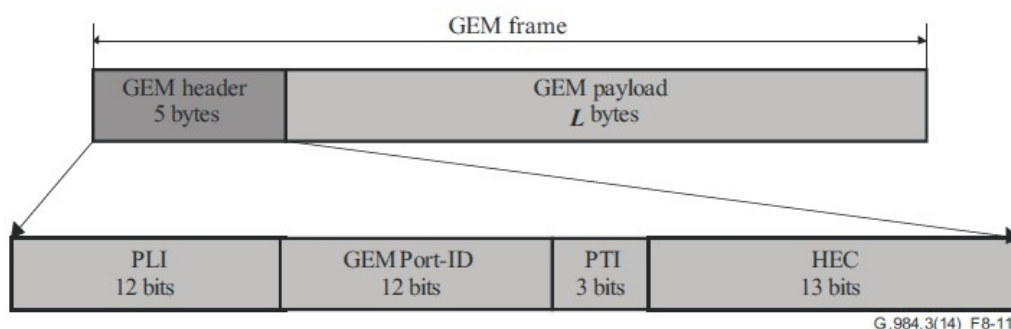 GEM frame
GEM header
5 bytes
GEM payload
L bytes
PLI
12 bits
GEM Port-ID
12 bits
PTI
3 bits
HEC
13 bits
G.984.3(14)_F8-11